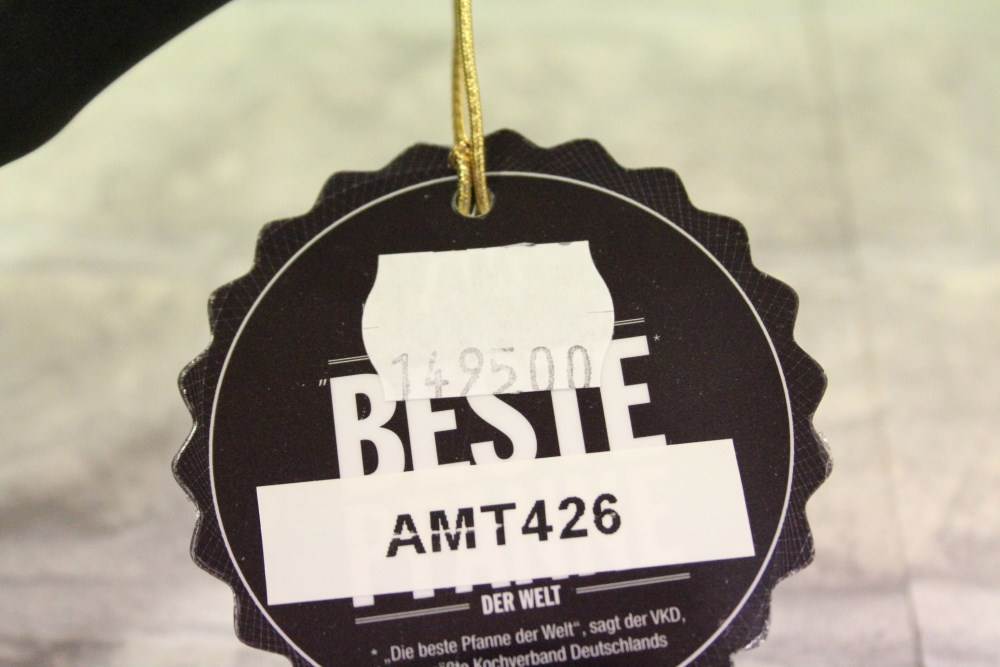 149500
"BESTE*
AMT426
DER WELT
* „Die beste Pfanne der Welt“, sagt der VKD,
Kochverband Deutschlands